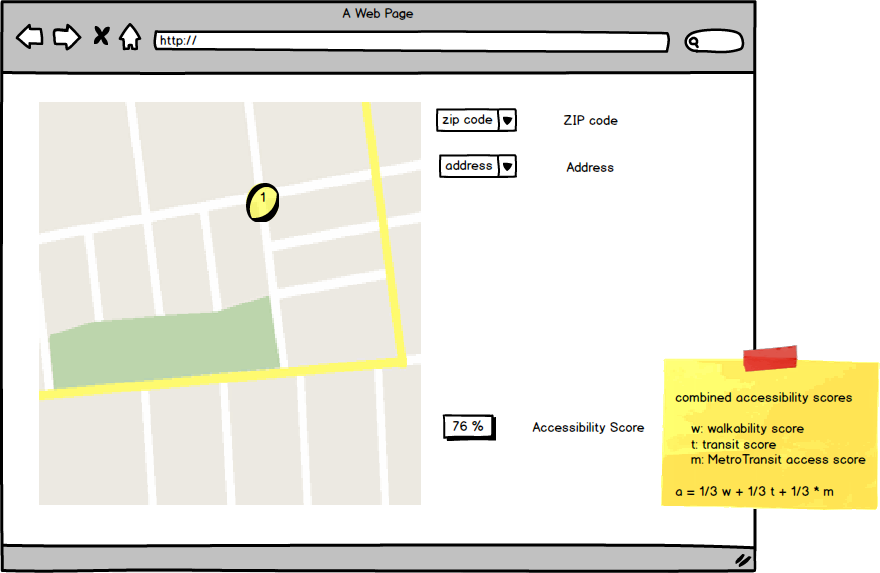 A Web Page
http://
zip code
ZIP code
address
Address
1
76 %
Accessibility Score
combined accessibility scores
w: walkability score
t: transit score
m: MetroTransit access score
a = 1/3 w + 1/3 t + 1/3 * m